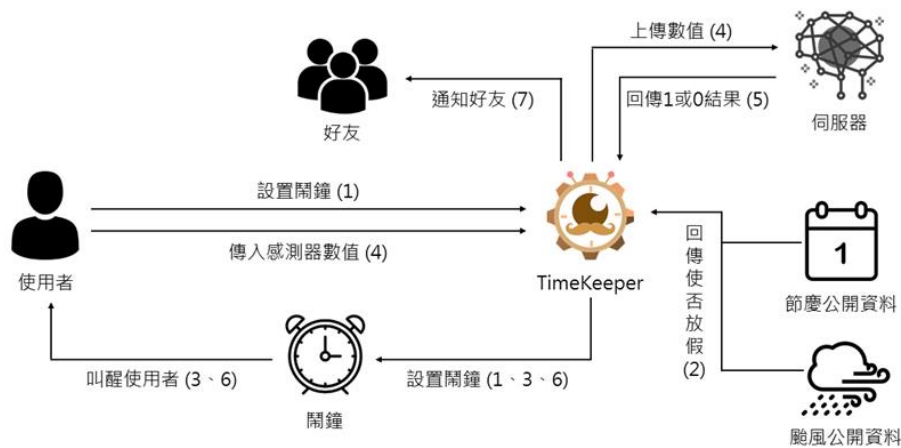 上傳數值 (4)
通知好友 (7)
回傳1或0結果 (5)
好友
伺服器
設置鬧鐘 (1)
傳入感測器數值 (4)
使用者
TimeKeeper
回傳使否放假 (2)
1
節慶公開資料
叫醒使用者 (3、6)
設置鬧鐘 (1、3、6)
鬧鐘
颱風公開資料